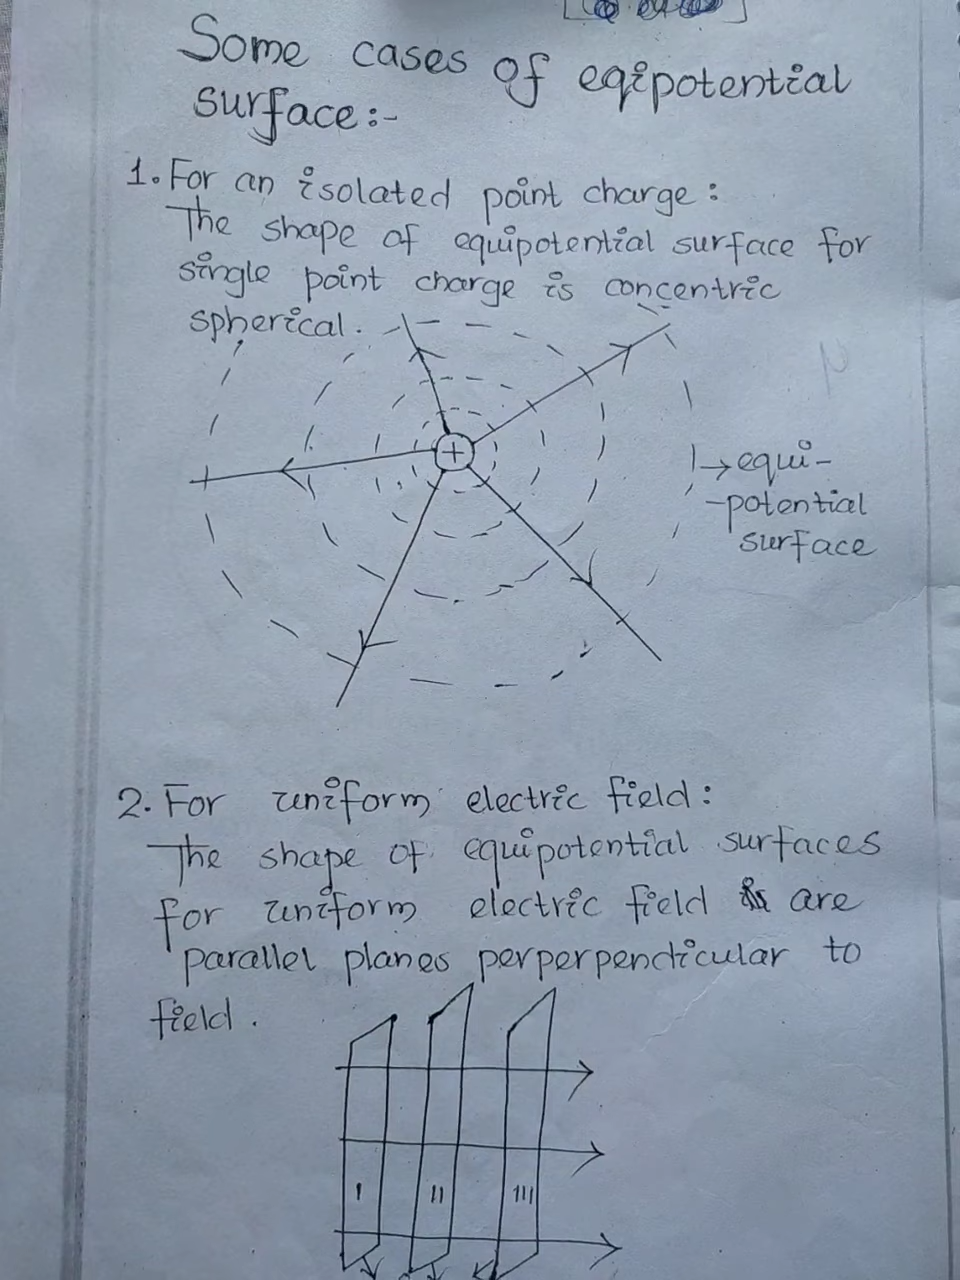 Some cases of eqipotential
surface:-
1. For an isolated point charge:
The shape of equipotential surface for
single point charge is concentric
spherical.
+
→ equi-
-potential
surface
2. For uniform electric field:
The shape of equipotential surfaces
for uniform electric field are
parallel planes perperpendicular to
field.
I II III